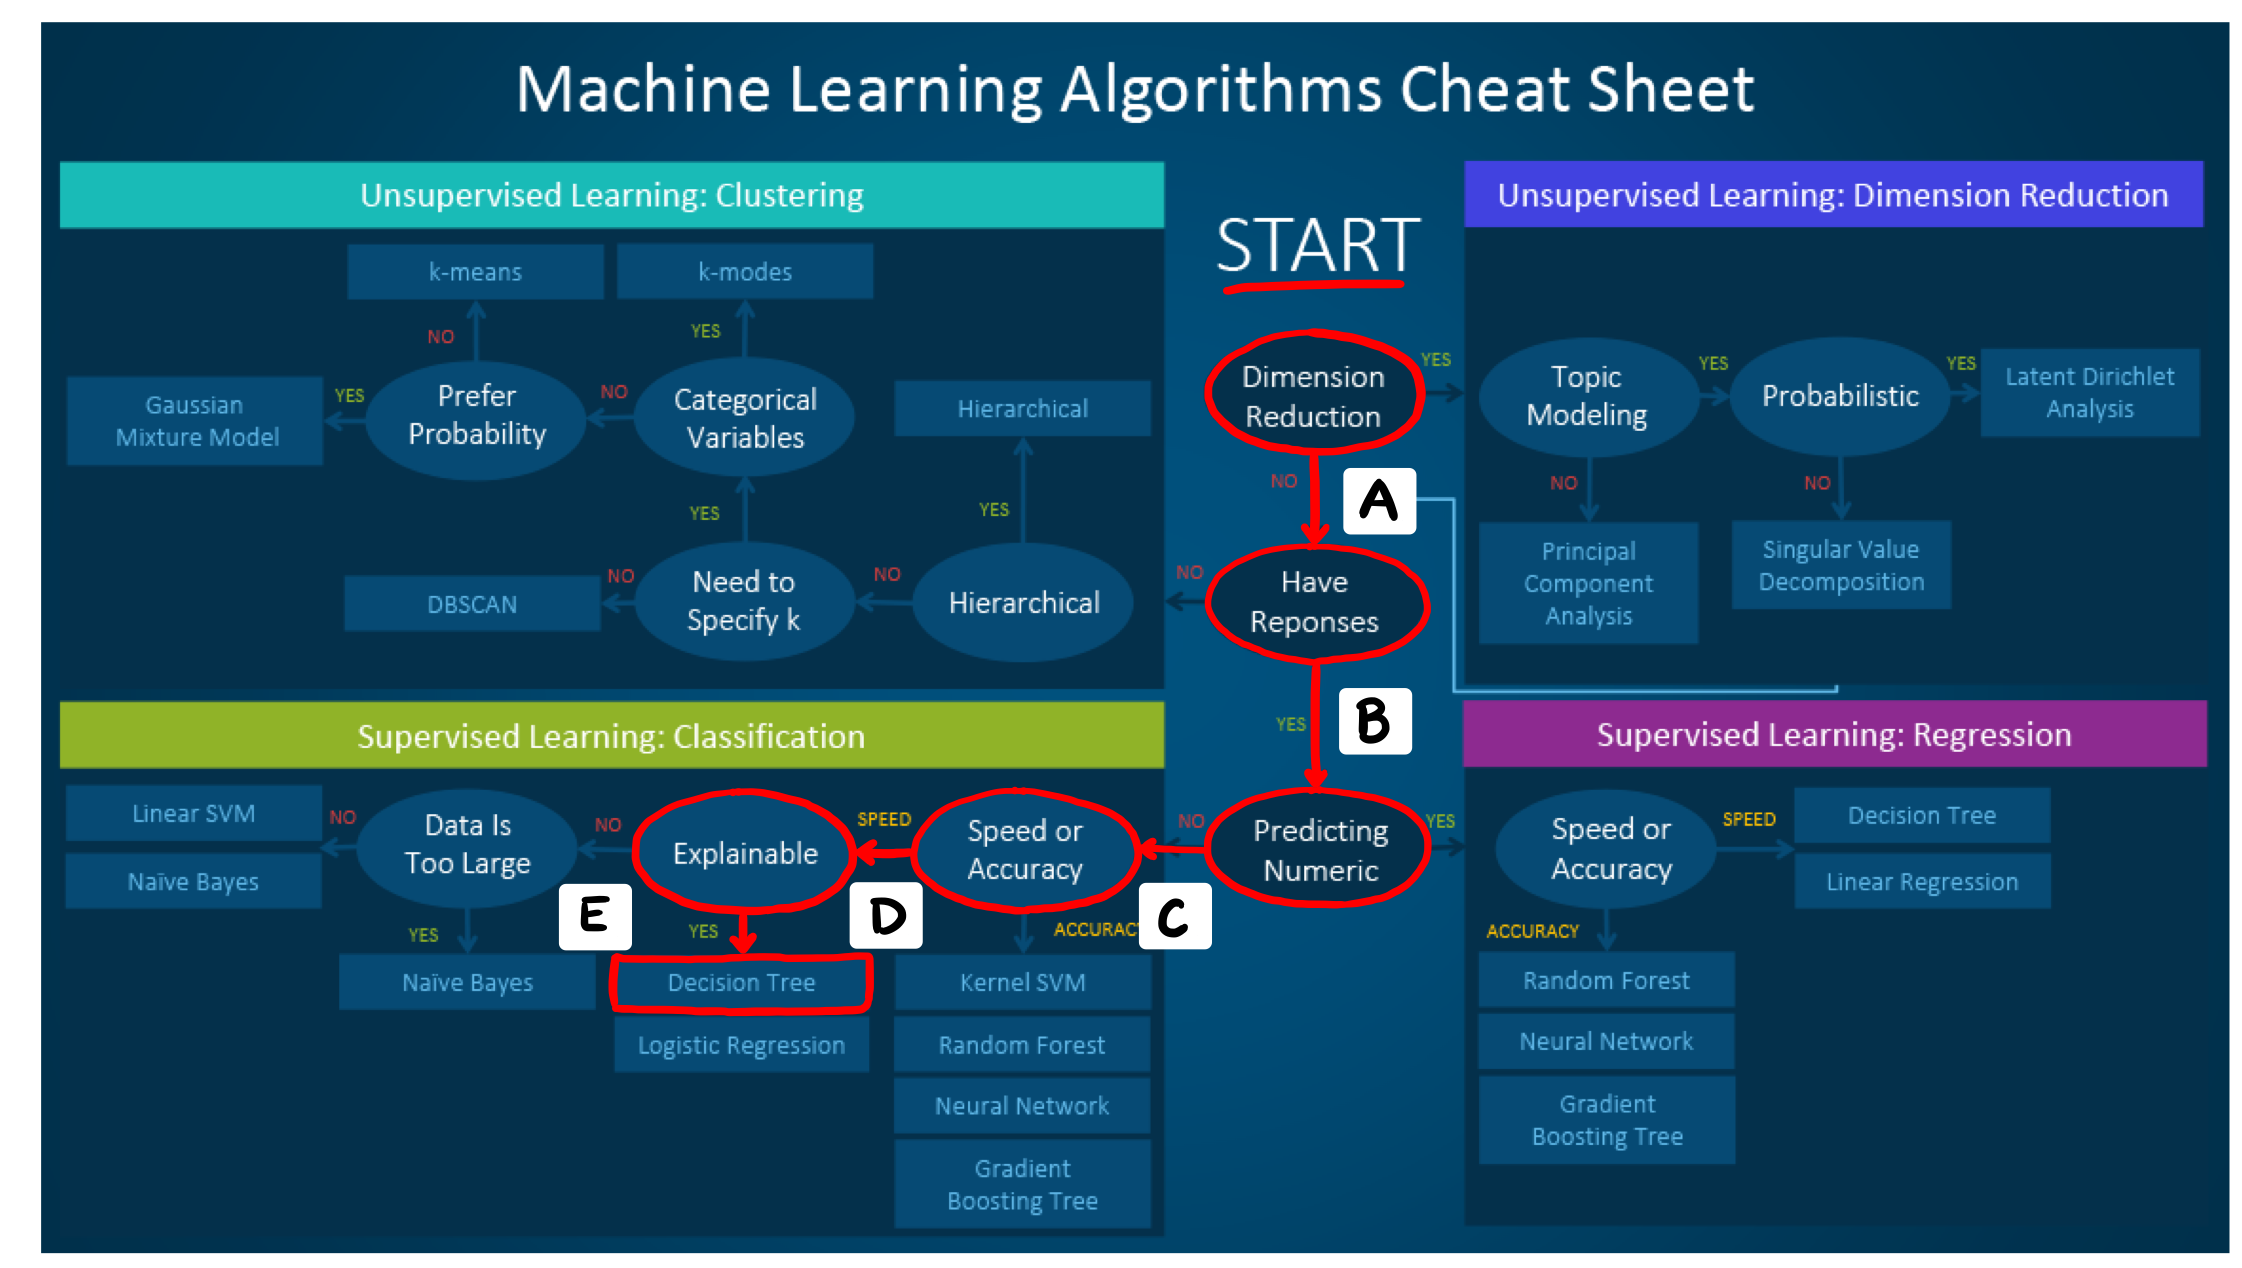 Machine Learning Algorithms Cheat Sheet
Unsupervised Learning: Clustering
k-means
k-modes
NO
YES
Gaussian
Mixture Model
YES
Prefer
Probability
NO
Categorical
Variables
Hierarchical
YES
YES
DBSCAN
NO
Need to
Specify k
NO
Hierarchical
START
Dimension
Reduction
YES
NO
A
NO
Have
Reponses
YES
B
NO
Predicting
Numeric
YES
Unsupervised Learning: Dimension Reduction
Topic
Modeling
YES
Probabilistic
YES
Latent Dirichlet
Analysis
NO
NO
Principal
Component
Analysis
Singular Value
Decomposition
Supervised Learning: Classification
Linear SVM
Naïve Bayes
NO
Data Is
Too Large
NO
Explainable
SPEED
Speed or
Accuracy
E
D
C
YES
YES
ACCURAC
Naïve Bayes
Decision Tree
Logistic Regression
Kernel SVM
Random Forest
Neural Network
Gradient
Boosting Tree
Supervised Learning: Regression
Speed or
Accuracy
SPEED
Decision Tree
Linear Regression
ACCURACY
Random Forest
Neural Network
Gradient
Boosting Tree